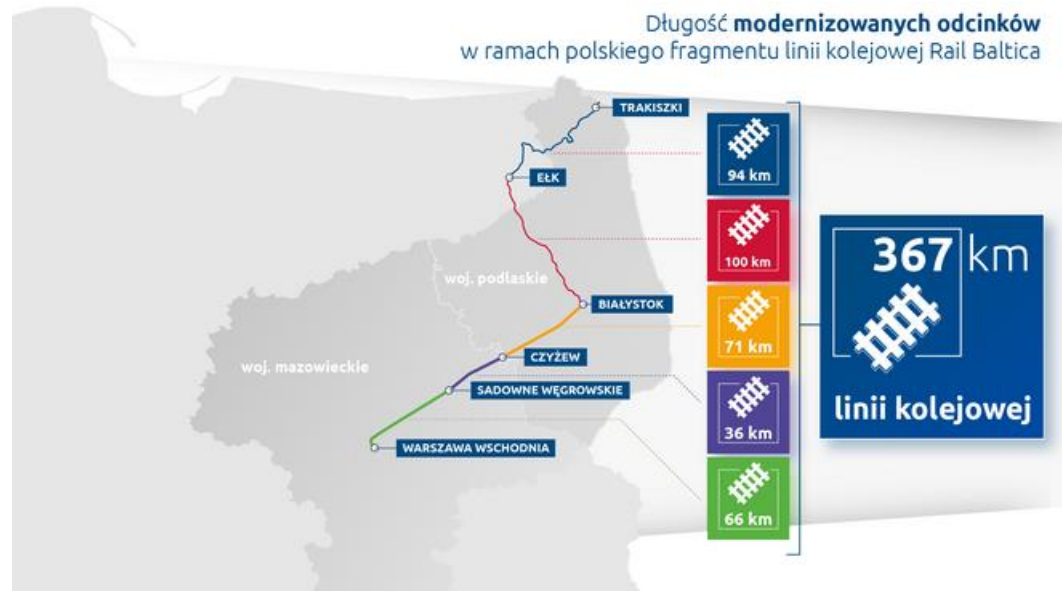 Długość modernizowanych odcinków
w ramach polskiego fragmentu linii kolejowej Rail Baltica
TRAKISZKI
94 km
EŁK
100 km
woj. podlaskie
BIAŁYSTOK
71 km
CZYŻEW
woj. mazowieckie
SADOWNE WĘGROWSKIE
36 km
WARSZAWA WSCHODNIA
66 km
367 km
linii kolejowej